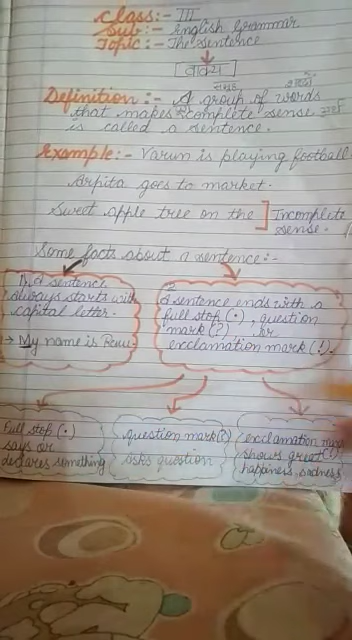 Class:- III
Sub:- English Grammar
Topic:- The sentence
वाक्य
समूह शब्दों
Definition:- A group of words
that makes complete sense अर्थ
is called a sentence.
Example:- Varun is playing football
Arpita goes to market.
Sweet apple tree on the ] Incomplete
sense.
Some facts about a sentence:-
1) A sentence
always starts with
capital letter.
→ My name is Renu.
2
A sentence ends with a
full stop (.), question
mark (?) or
exclamation mark (!).
Full stop (.)
says or
declares something
question mark(?)
asks question
exclamation mark
shows great (!)
happiness, sadness